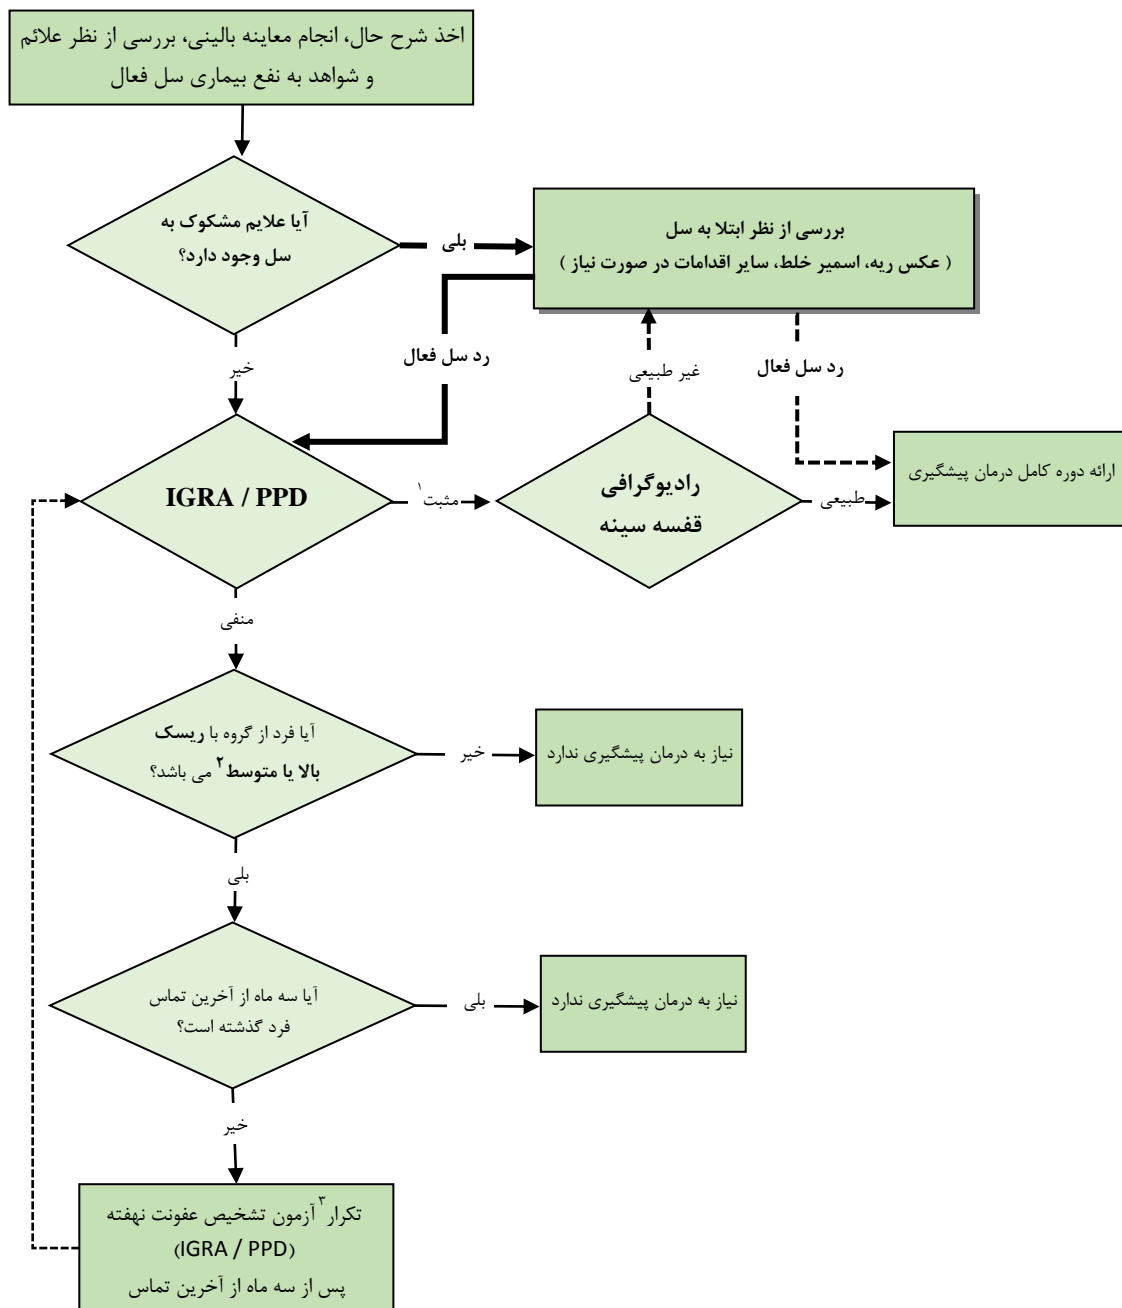 اخذ شرح حال، انجام معاینه بالینی، بررسی از نظر علائم
و شواهد به نفع بیماری سل فعال
آیا علایم مشکوک به
سل وجود دارد؟
بلی
بررسی از نظر ابتلا به سل
( عکس ریه، اسمیر خلط، سایر اقدامات در صورت نیاز )
خیر
رد سل فعال
غیر طبیعی
رد سل فعال
IGRA / PPD
مثبت۱
رادیوگرافی
قفسه سینه
طبیعی
ارائه دوره کامل درمان پیشگیری
منفی
آیا فرد از گروه با ریسک
بالا یا متوسط۲ می باشد؟
خیر
نیاز به درمان پیشگیری ندارد
بلی
آیا سه ماه از آخرین تماس
فرد گذشته است؟
بلی
نیاز به درمان پیشگیری ندارد
خیر
تکرار۳ آزمون تشخیص عفونت نهفته
(IGRA / PPD)
پس از سه ماه از آخرین تماس